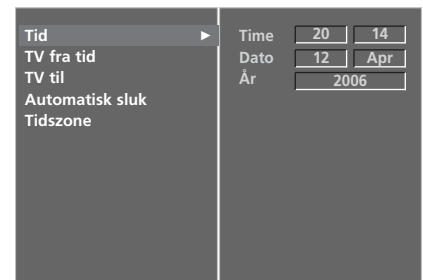 Tid ►
TV fra tid
TV til
Automatisk sluk
Tidszone
Time 20 14
Dato 12 Apr
År 2006